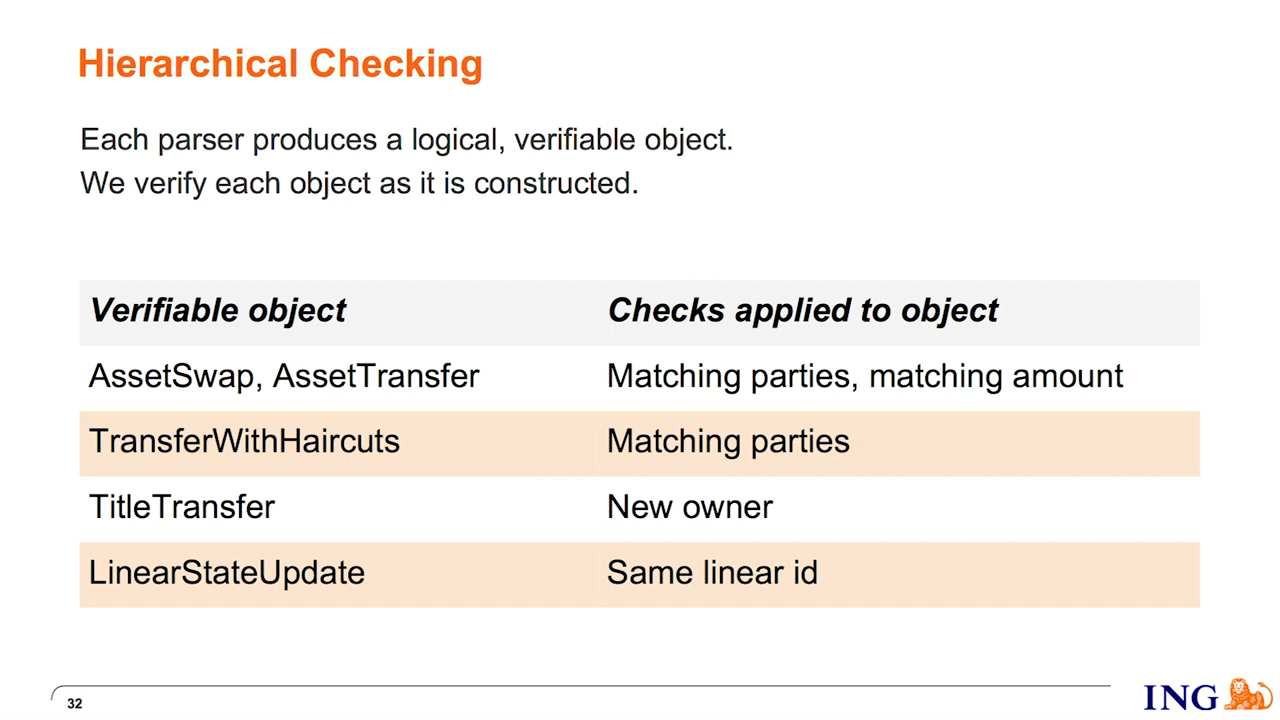 Hierarchical Checking
Each parser produces a logical, verifiable object.
We verify each object as it is constructed.
Verifiable object Checks applied to object
AssetSwap, AssetTransfer Matching parties, matching amount
TransferWithHaircuts Matching parties
TitleTransfer New owner
LinearStateUpdate Same linear id
32
ING